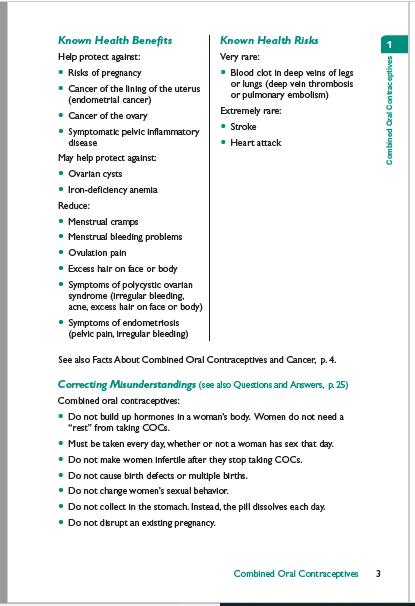 Known Health Benefits
Help protect against:
• Risks of pregnancy
• Cancer of the lining of the uterus
(endometrial cancer)
• Cancer of the ovary
• Symptomatic pelvic inflammatory
disease
May help protect against:
• Ovarian cysts
• Iron-deficiency anemia
Reduce:
• Menstrual cramps
• Menstrual bleeding problems
• Ovulation pain
• Excess hair on face or body
• Symptoms of polycystic ovarian
syndrome (irregular bleeding,
acne, excess hair on face or body)
• Symptoms of endometriosis
(pelvic pain, irregular bleeding)
Known Health Risks
Very rare:
• Blood clot in deep veins of legs
or lungs (deep vein thrombosis
or pulmonary embolism)
Extremely rare:
• Stroke
• Heart attack
1
Combined Oral Contraceptives
See also Facts About Combined Oral Contraceptives and Cancer, p. 4.
Correcting Misunderstandings (see also Questions and Answers, p. 25)
Combined oral contraceptives:
• Do not build up hormones in a woman's body. Women do not need a
“rest” from taking COCs.
• Must be taken every day, whether or not a woman has sex that day.
• Do not make women infertile after they stop taking COCs.
• Do not cause birth defects or multiple births.
• Do not change women's sexual behavior.
• Do not collect in the stomach. Instead, the pill dissolves each day.
• Do not disrupt an existing pregnancy.
Combined Oral Contraceptives 3